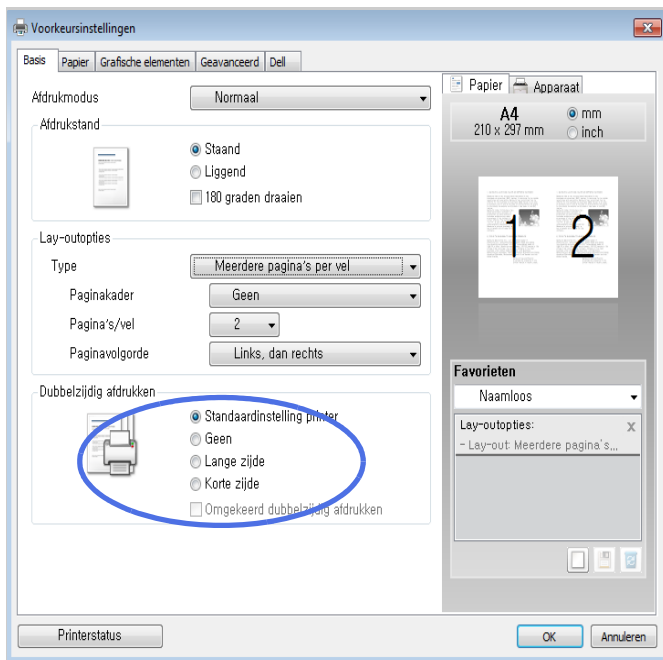 Voorkeursinstellingen
Basis Papier Grafische elementen Geavanceerd Dell
Afdrukmodus Normaal
Afdrukstand
Staand
Liggend
180 graden draaien
Lay-outopties
Type Meerdere pagina's per vel
Paginakader Geen
Pagina's/vel 2
Paginavolgorde Links, dan rechts
Dubbelzijdig afdrukken
Standaardinstelling printer
Geen
Lange zijde
Korte zijde
Omgekeerd dubbelzijdig afdrukken
Papier Apparaat
A4 mm
210 x 297 mm inch
1 2
Favorieten
Naamloos
Lay-outopties: X
- Lay-out: Meerdere pagina`s...
Printerstatus OK Annuleren